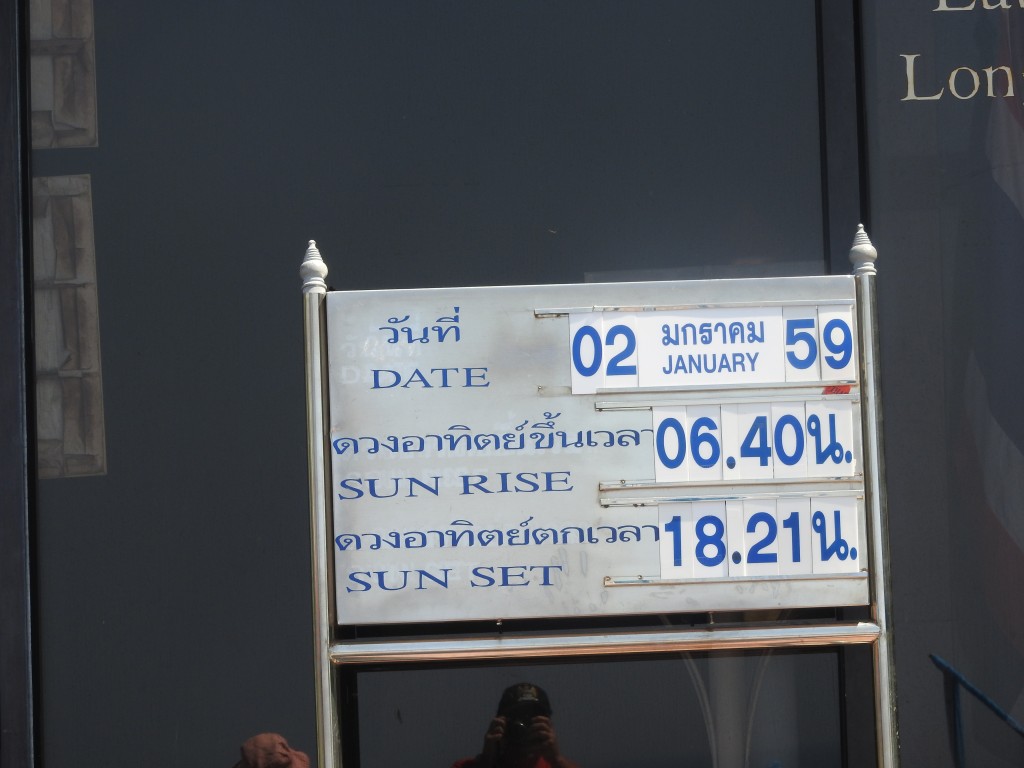 Lon
วันที่ 02 มกราคม 59
DATE JANUARY
ดวงอาทิตย์ขึ้นเวลา 06.40น.
SUN RISE
ดวงอาทิตย์ตกเวลา 18.21น.
SUN SET